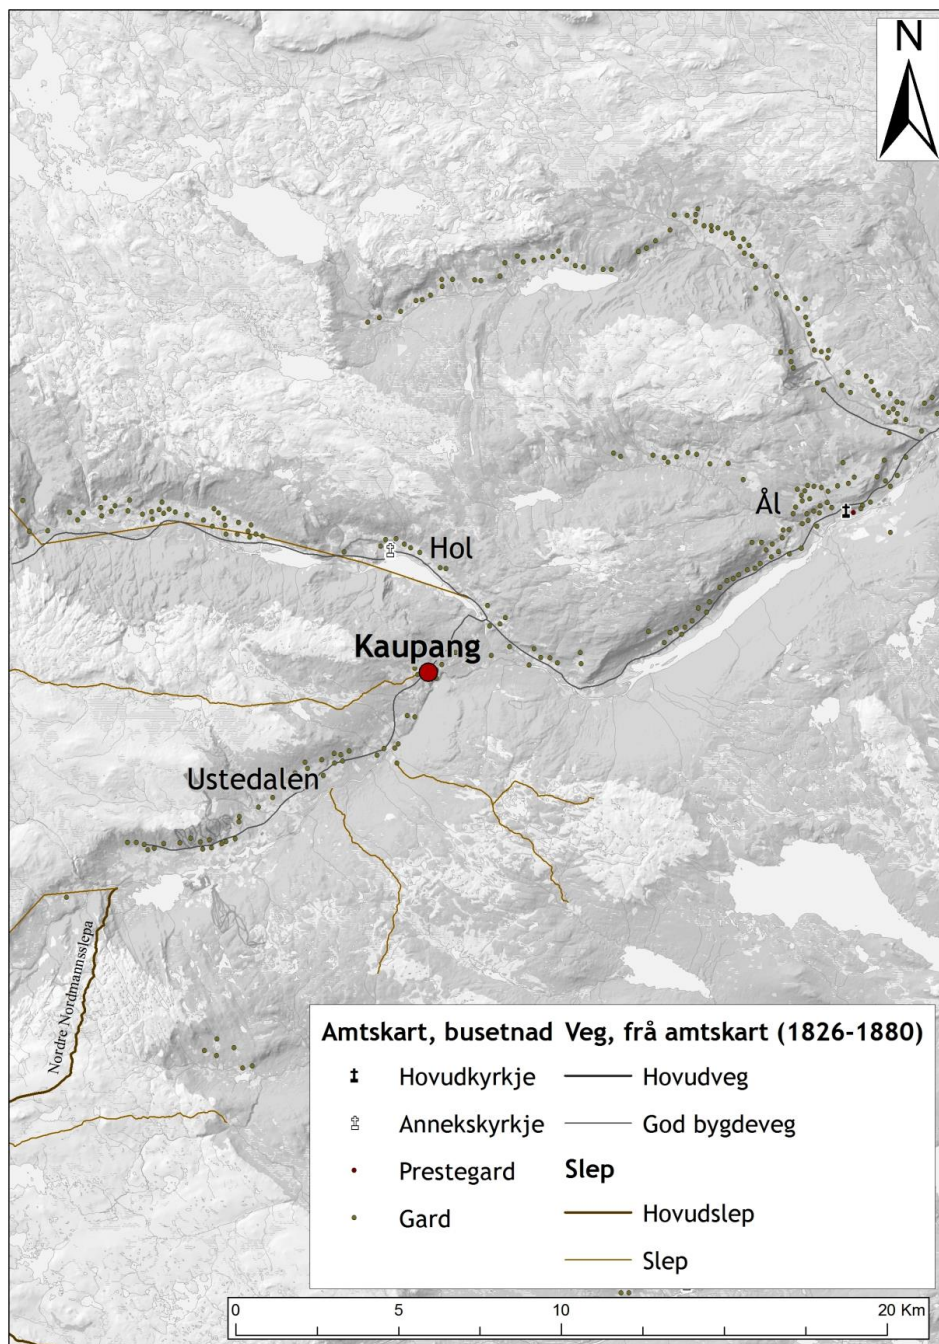 N
Ål
Hol
Kaupang
Ustedalen
Nordre Nordmannsslepa
Amtskart, busetnad Veg, frå amtskart (1826-1880)
Hovudkyrkje Hovudveg
Annekskyrkje God bygdeveg
Prestegard Slep
Gard Hovudslep
Slep
0 5 10 20 Km